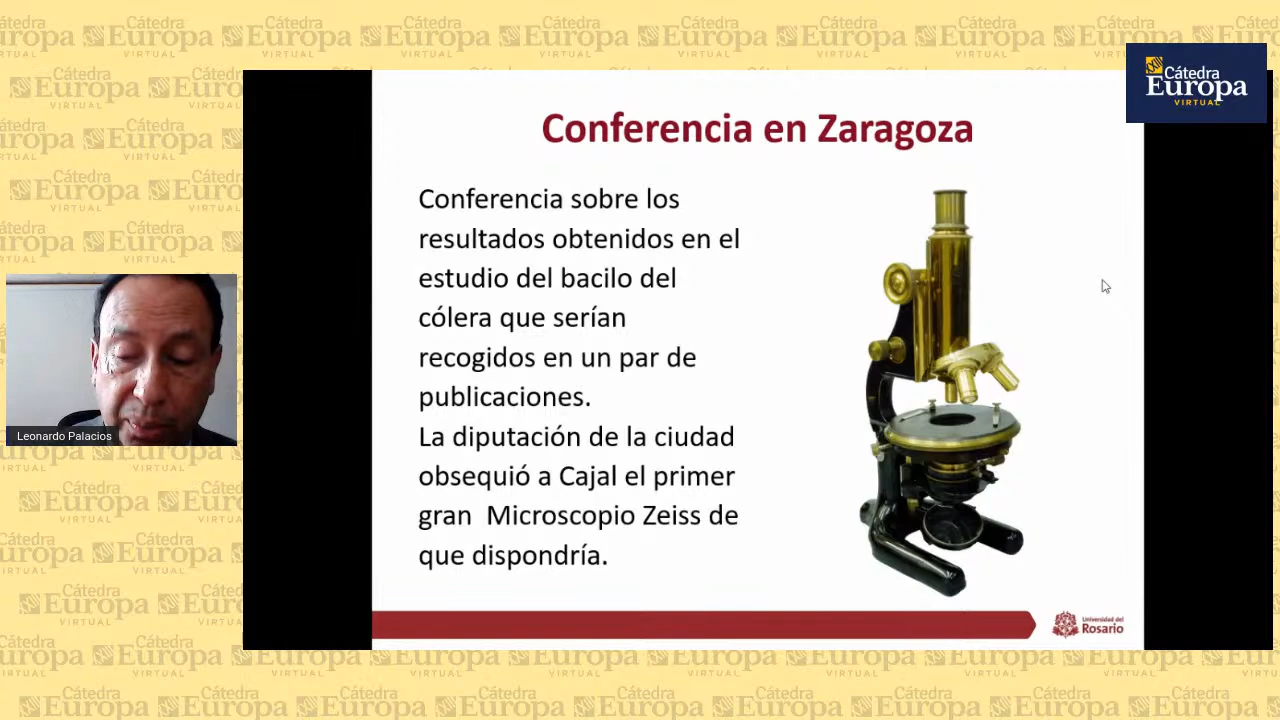 Cátedra
Europa
VIRTUAL
Conferencia en Zaragoza
Conferencia sobre los
resultados obtenidos en el
estudio del bacilo del
cólera que serían
recogidos en un par de
publicaciones.
La diputación de la ciudad
obsequió a Cajal el primer
gran  Microscopio Zeiss de
que dispondría.
Leonardo Palacios
Universidad del
Rosario